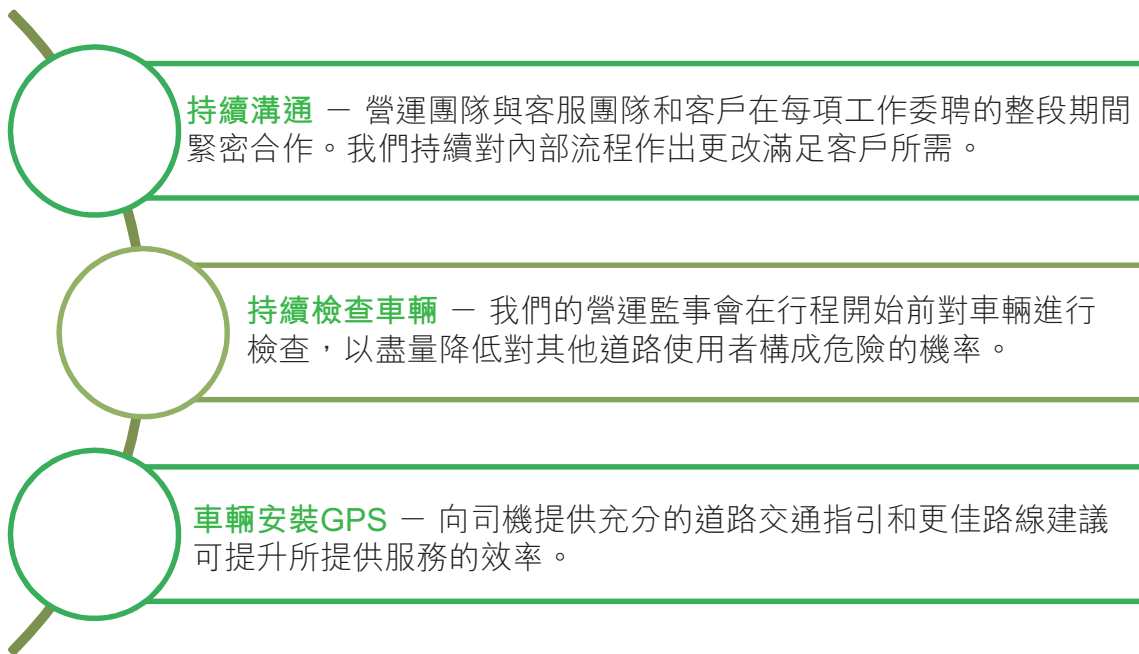 持續溝通 － 營運團隊與客服團隊和客戶在每項工作委聘的整段期間
緊密合作。我們持續對內部流程作出更改滿足客戶所需。
持續檢查車輛 － 我們的營運監事會在行程開始前對車輛進行
檢查，以盡量降低對其他道路使用者構成危險的機率。
車輛安裝GPS － 向司機提供充分的道路交通指引和更佳路線建議
可提升所提供服務的效率。